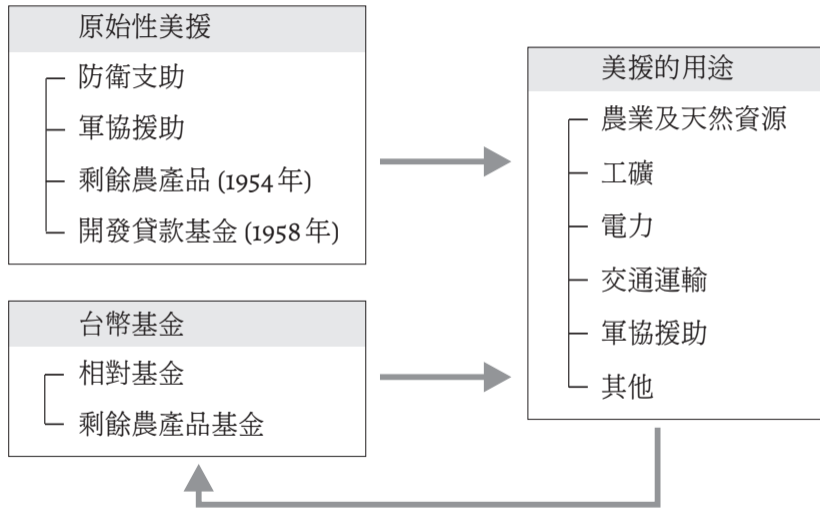 原始性美援
防衛支助
軍協援助
剩餘農產品 (1954年)
開發貸款基金 (1958年)
台幣基金
相對基金
剩餘農產品基金
美援的用途
農業及天然資源
工礦
電力
交通運輸
軍協援助
其他